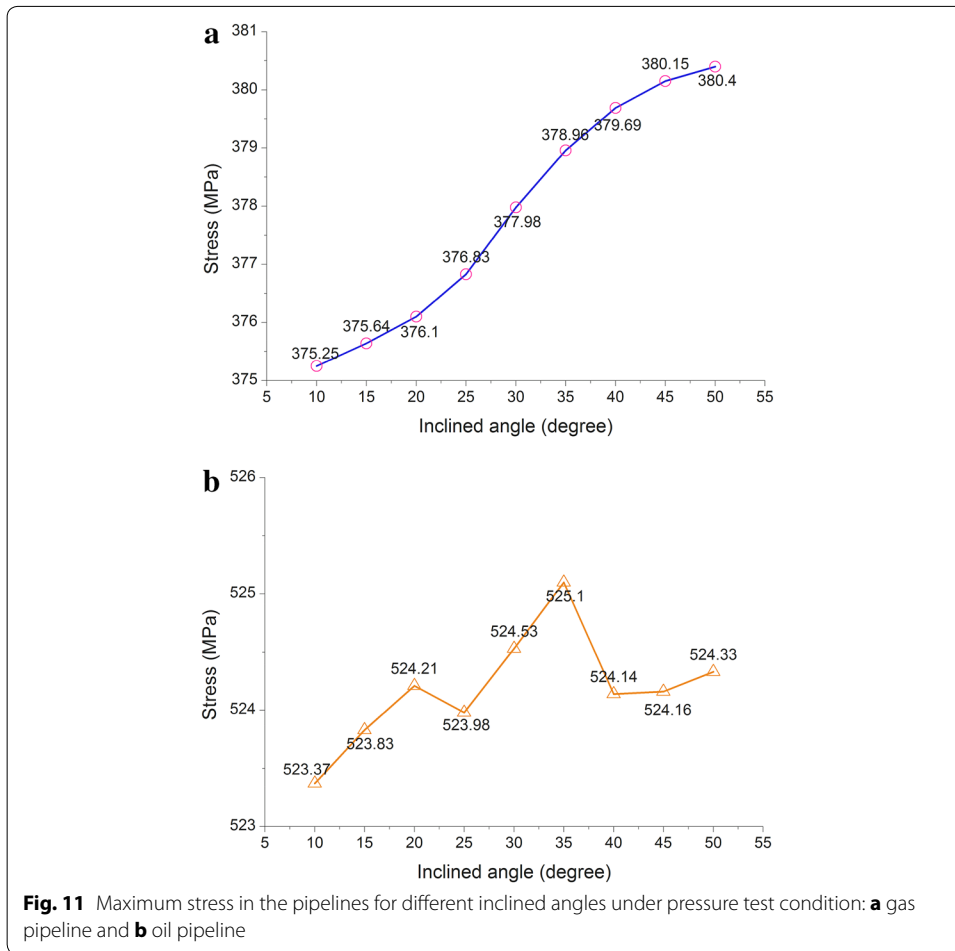 a
381
380
379
378
377
376
375
Stress (MPa)
375.25
375.64
376.1
376.83
377.98
378.96
379.69
380.15
380.4
5 10 15 20 25 30 35 40 45 50 55
Inclined angle (degree)
b
526
525
524
523
Stress (MPa)
523.37
523.83
524.21
523.98
524.53
525.1
524.14
524.16
524.33
5 10 15 20 25 30 35 40 45 50 55
Inclined angle (degree)
Fig. 11 Maximum stress in the pipelines for different inclined angles under pressure test condition: a gas
pipeline and b oil pipeline